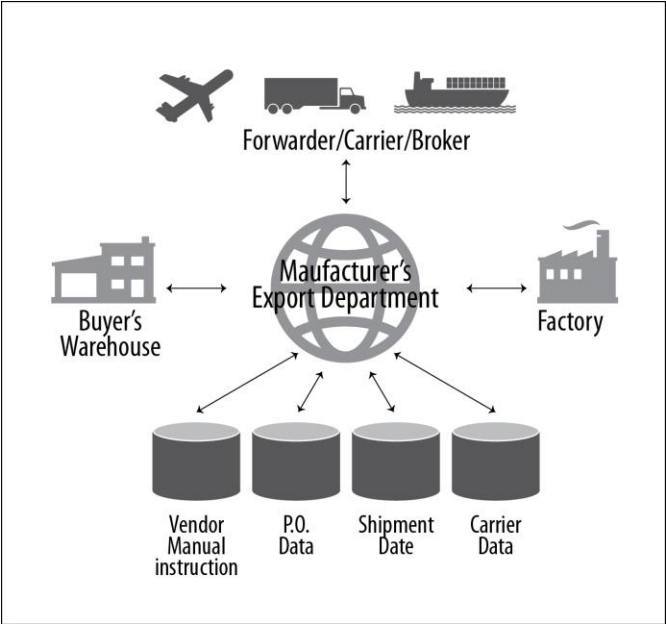 Forwarder/Carrier/Broker
Maufacturer's
Export Department
Buyer's
Warehouse
Factory
Vendor
Manual
instruction
P.O.
Data
Shipment
Date
Carrier
Data